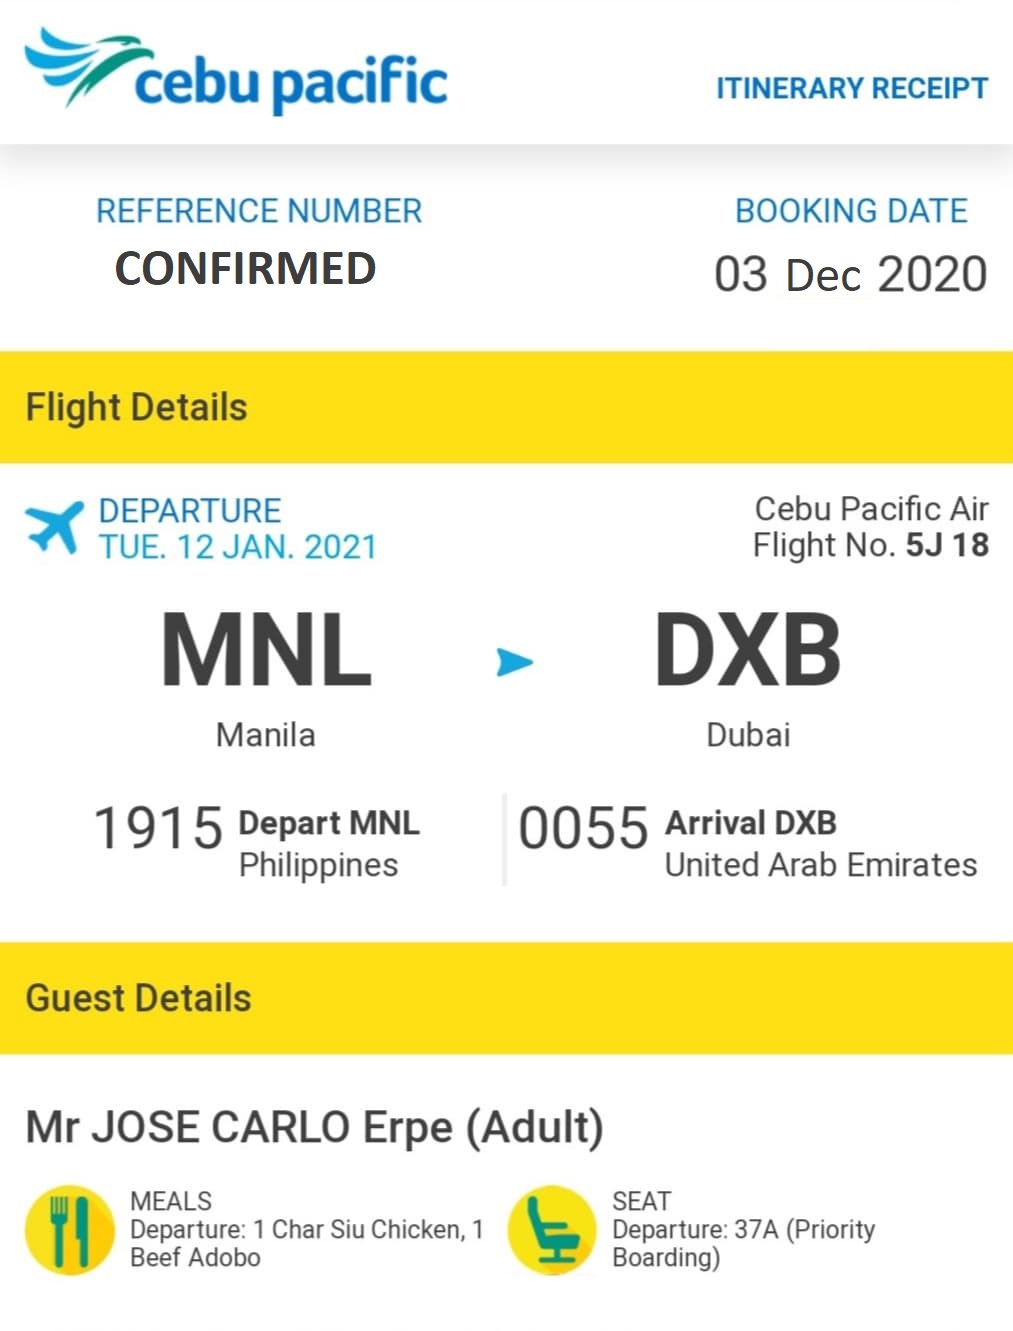 cebu pacific
ITINERARY RECEIPT
REFERENCE NUMBER
BOOKING DATE
CONFIRMED
03 Dec 2020
Flight Details
DEPARTURE
TUE. 12 JAN. 2021
Cebu Pacific Air
Flight No. 5J 18
MNL
DXB
Manila
Dubai
1915 Depart MNL
Philippines
0055 Arrival DXB
United Arab Emirates
Guest Details
Mr JOSE CARLO Erpe (Adult)
MEALS
Departure: 1 Char Siu Chicken, 1
Beef Adobo
SEAT
Departure: 37A (Priority
Boarding)